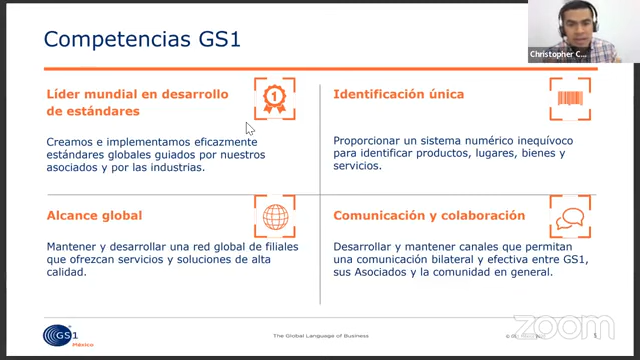 Competencias GS1
Christopher C...
Líder mundial en desarrollo
de estándares
1
Creamos e implementamos eficazmente
estándares globales guiados por nuestros
asociados y por las industrias.
Identificación única
Proporcionar un sistema numérico inequívoco
para identificar productos, lugares, bienes y
servicios.
Alcance global
Mantener y desarrollar una red global de filiales
que ofrezcan servicios y soluciones de alta
calidad.
Comunicación y colaboración
Desarrollar y mantener canales que permitan
una comunicación bilateral y efectiva entre GS1,
sus Asociados y la comunidad en general.
GS1
México
The Global Language of Business
© GS1
zoom
5